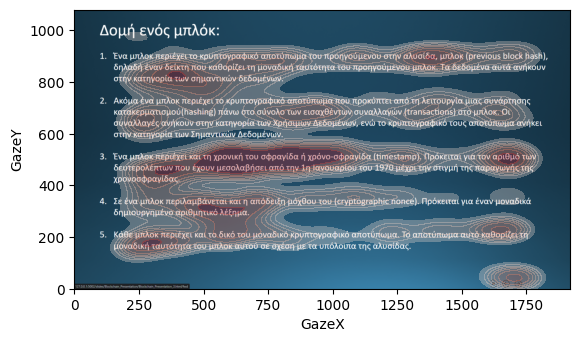 Δομή ενός μπλόκ:
1. Ένα μπλοκ περιέχει το κρυπτογραφικό αποτύπωμα του προηγούμενου στην αλυσίδα, μπλοκ (previous block hash),
δηλαδή έναν δείκτη που καθορίζει τη μοναδική ταυτότητα του προηγούμενου μπλοκ. Τα δεδομένα αυτά ανήκουν
στην κατηγορία των σημαντικών δεδομένων.
2. Ακόμα ένα μπλοκ περιέχει το κρυπτογραφικό αποτύπωμα που προκύπτει από τη λειτουργία μιας συνάρτησης
κατακερματισμού(hashing) πάνω στο σύνολο των εισαχθέντων συναλλαγών (transactions) στο μπλοκ. Οι
συναλλαγές ανήκουν στην κατηγορία των Χρήσιμων Δεδομένων, ενώ το κρυπτογραφικό τους αποτύπωμα ανήκει
στην κατηγορία των Σημαντικών Δεδομένων.
3. Ένα μπλοκ περιέχει και τη χρονική του σφραγίδα ή χρόνο-σφραγίδα (timestamp). Πρόκειται για τον αριθμό των
δευτερολέπτων που έχουν μεσολαβήσει από την 1η Ιανουαρίου του 1970 μέχρι την στιγμή της παραγωγής της
χρονοσφραγίδας.
4. Σε ένα μπλοκ περιλαμβάνεται και η απόδειξη μόχθου του (cryptographic nonce). Πρόκειται για έναν μοναδικά
δημιουργημένο αριθμητικό λέξημα.
5. Κάθε μπλοκ περιέχει και το δικό του μοναδικό κρυπτογραφικό αποτύπωμα. Το αποτύπωμα αυτό καθορίζει τη
μοναδική ταυτότητα του μπλοκ αυτού σε σχέση με τα υπόλοιπα της αλυσίδας.
GazeY
1000
800
600
400
200
0
0 250 500 750 1000 1250 1500 1750
GazeX